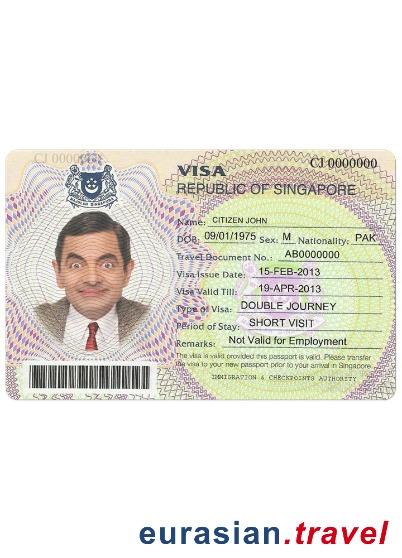 CJ 0000000
VISA
CJ 0000000
REPUBLIC OF SINGAPORE
Name: CITIZEN JOHN
DOB: 09/01/1975 Sex: M Nationality: PAK
Travel Document No.: AB0000000
Visa Issue Date: 15-FEB-2013
Visa Valid Till: 19-APR-2013
Type of Visa: DOUBLE JOURNEY
Period of Stay: SHORT VISIT
Remarks: Not Valid for Employment
The visa is valid provided this passport is valid. Please transfer
the visa to your new passport prior to your arrival in Singapore.
IMMIGRATION & CHECKPOINTS AUTHORITY
eurasian.travel